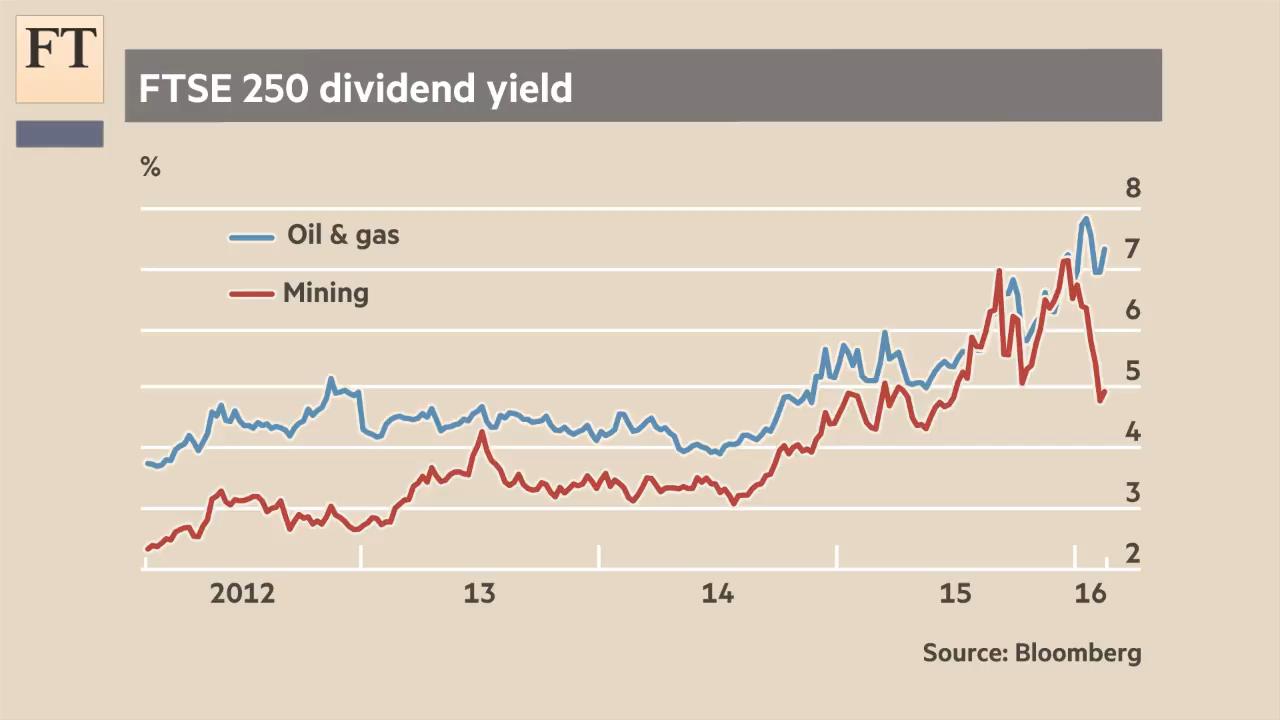 FT
FTSE 250 dividend yield
%
8
Oil & gas
7
Mining
6
5
4
3
2
2012 13 14 15 16
Source: Bloomberg